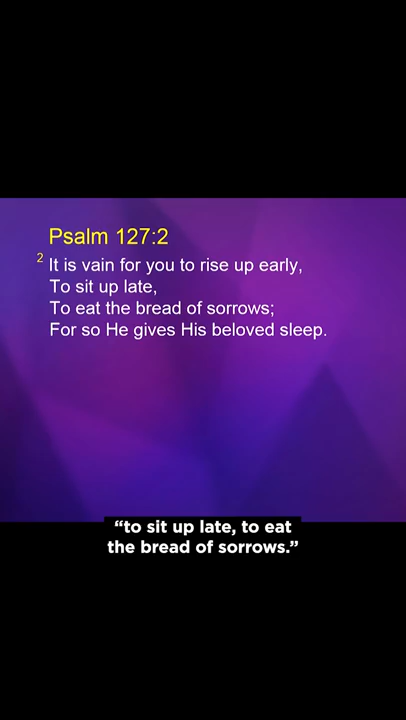 Psalm 127:2
2 It is vain for you to rise up early,
To sit up late,
To eat the bread of sorrows;
For so He gives His beloved sleep.
“to sit up late, to eat
the bread of sorrows.”